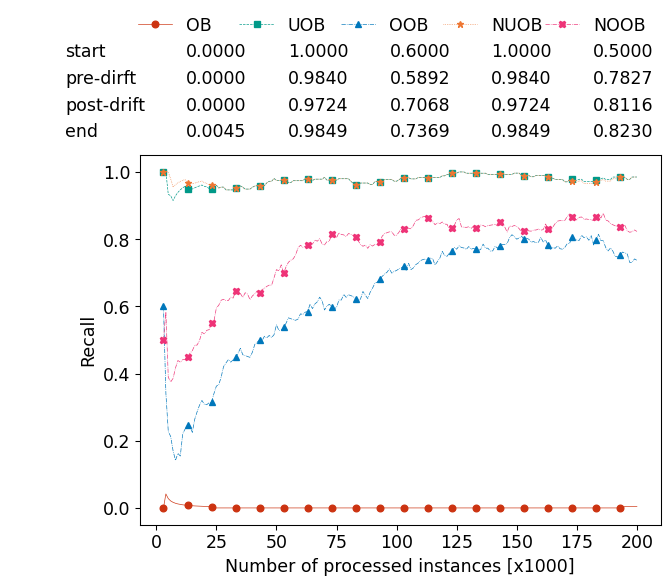 OB UOB OOB NUOB NOOB
start 0.0000 1.0000 0.6000 1.0000 0.5000
pre-dirft 0.0000 0.9840 0.5892 0.9840 0.7827
post-drift 0.0000 0.9724 0.7068 0.9724 0.8116
end 0.0045 0.9849 0.7369 0.9849 0.8230
1.0
0.8
0.6
0.4
0.2
0.0
Recall
0 25 50 75 100 125 150 175 200
Number of processed instances [x1000]